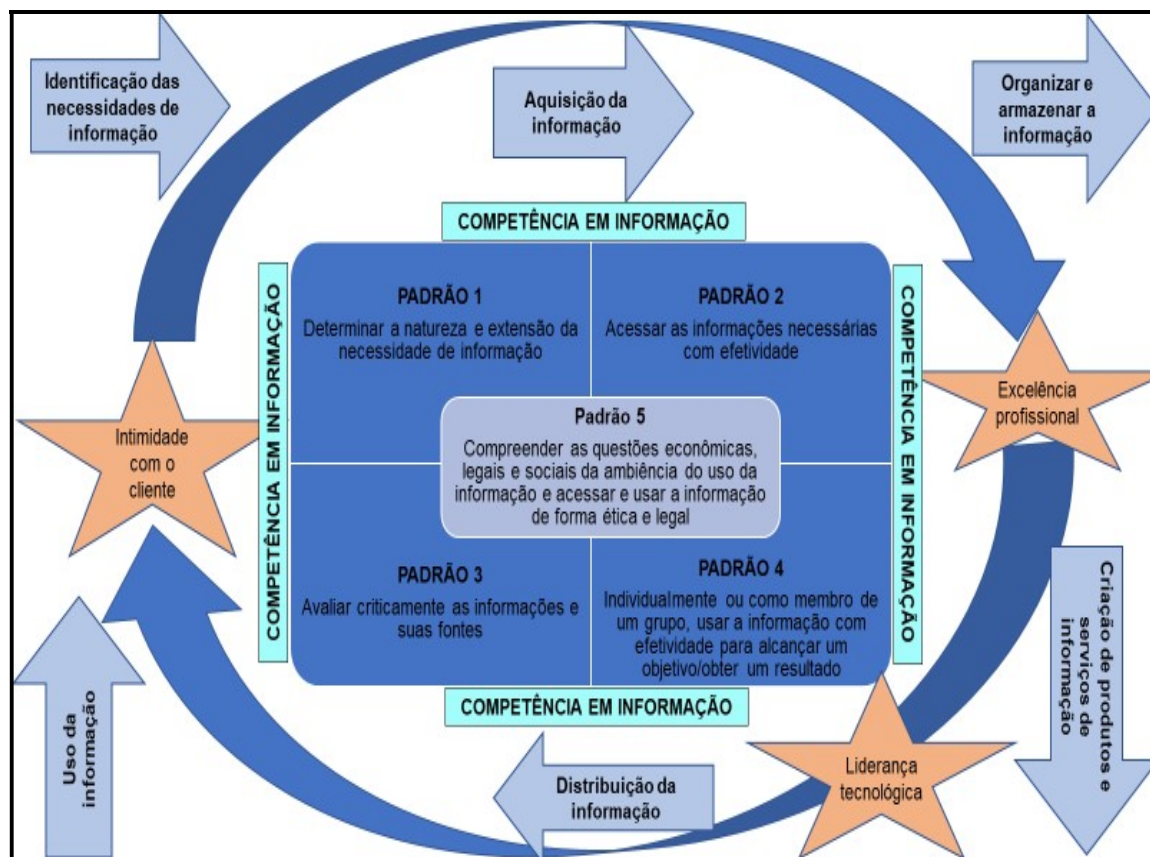 Identificação das
necessidades de
informação
Aquisição da
informação
Organizar e
armazenar a
informação
COMPETÊNCIA EM INFORMAÇÃO
COMPETÊNCIA EM INFORMAÇÃO
PADRÃO 1
Determinar a natureza e extensão da
necessidade de informação
PADRÃO 2
Acessar as informações necessárias
com efetividade
COMPETÊNCIA EM INFORMAÇÃO
Intimidade
com o
cliente
Excelência
profissional
Padrão 5
Compreender as questões econômicas,
legais e sociais da ambiência do uso da
informação e acessar e usar a informação
de forma ética e legal
PADRÃO 3
Avaliar criticamente as informações e
suas fontes
PADRÃO 4
Individualmente ou como membro de
um grupo, usar a informação com
efetividade para alcançar um
objetivo/obter um resultado
Criação de produtos e
serviços de
informação
COMPETÊNCIA EM INFORMAÇÃO
Uso da
informação
Distribuição da
informação
Liderança
tecnológica